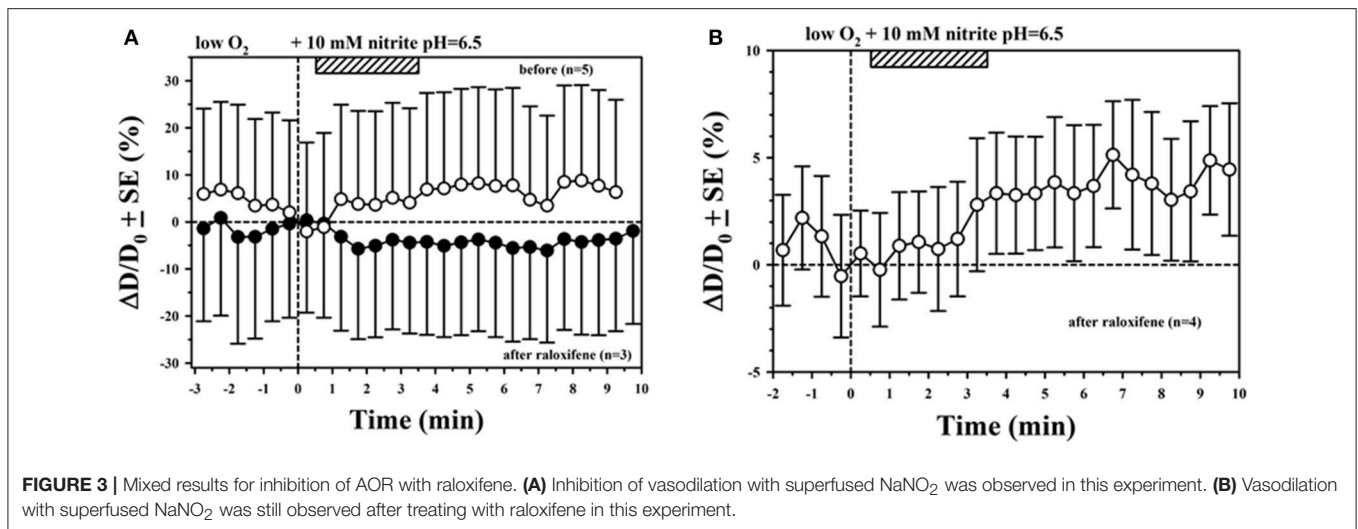 A
low O₂ + 10 mM nitrite pH=6.5
before (n=5)
30
20
10
0
-10
-20
-30
ΔD/D₀ ± SE (%)
after raloxifene (n=3)
-3 -2 -1 0 1 2 3 4 5 6 7 8 9 10
Time (min)
B
low O₂ + 10 mM nitrite pH=6.5
10
5
0
-5
ΔD/D₀ ± SE (%)
after raloxifene (n=4)
-2 -1 0 1 2 3 4 5 6 7 8 9 10
Time (min)
FIGURE 3 | Mixed results for inhibition of AOR with raloxifene. (A) Inhibition of vasodilation with superfused NaNO₂ was observed in this experiment. (B) Vasodilation
with superfused NaNO₂ was still observed after treating with raloxifene in this experiment.